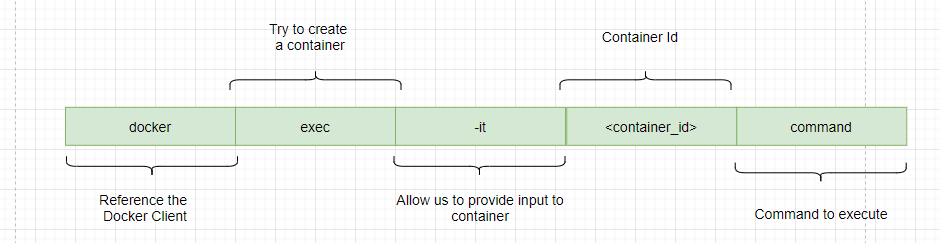 Try to create
a container
Container Id
docker
exec
-it
<container_id>
command
Reference the
Docker Client
Allow us to provide input to
container
Command to execute